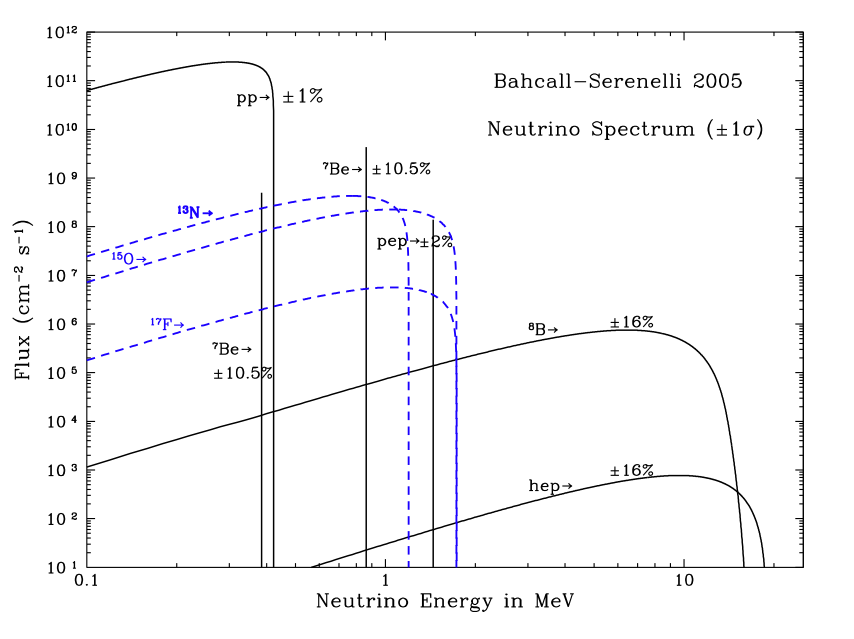 Bahcall−Serenelli 2005
Neutrino Spectrum (±1σ)
Flux (cm⁻² s⁻¹)
10¹²
10¹¹
10¹⁰
10⁹
10⁸
10⁷
10⁶
10⁵
10⁴
10³
10²
10¹
pp→ ±1%
⁷Be→ ±10.5%
¹³N→
pep→±2%
¹⁵O→
¹⁷F→
⁷Be→
±10.5%
⁸B→ ±16%
hep→ ±16%
0.1 1 10
Neutrino Energy in MeV